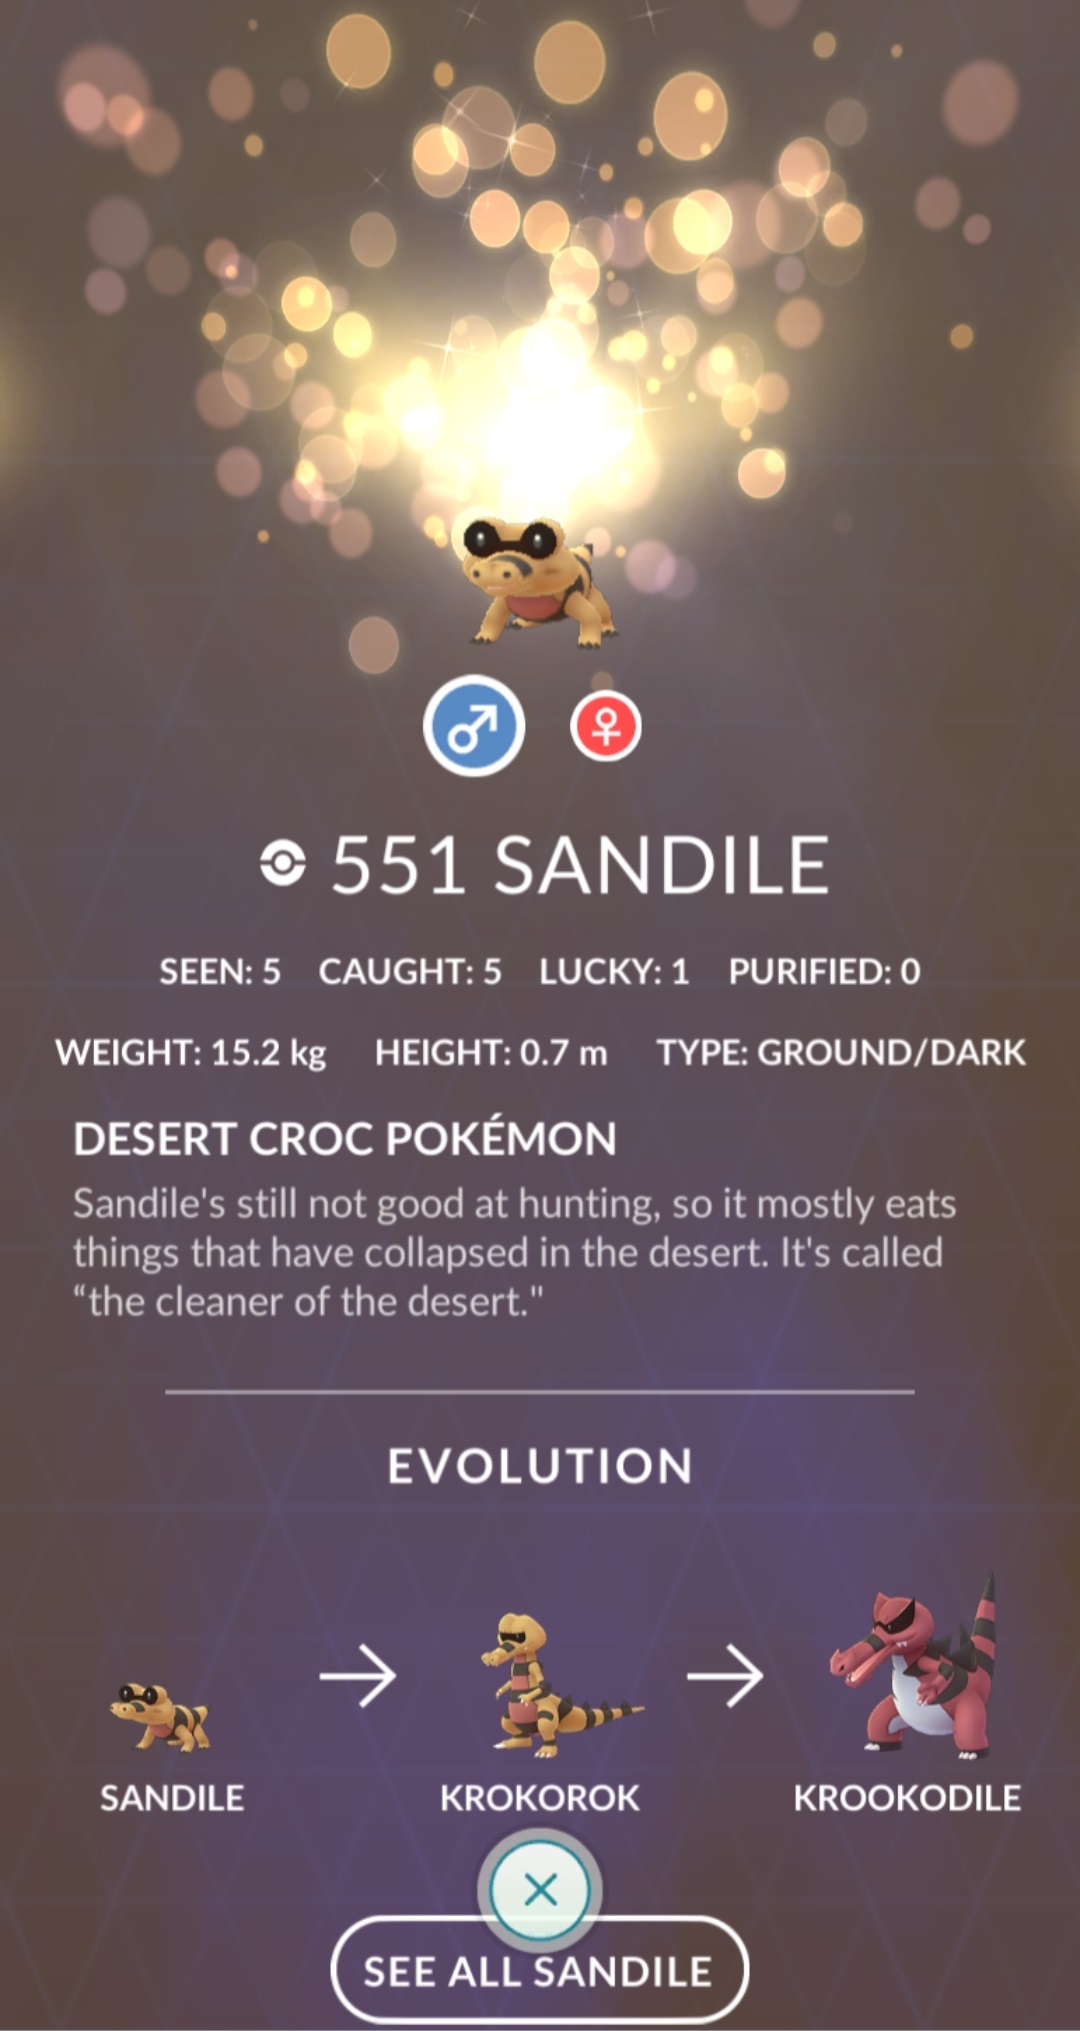 551 SANDILE
SEEN: 5 CAUGHT: 5 LUCKY: 1 PURIFIED: 0
WEIGHT: 15.2 kg HEIGHT: 0.7 m TYPE: GROUND/DARK
DESERT CROC POKÉMON
Sandile's still not good at hunting, so it mostly eats
things that have collapsed in the desert. It's called
“the cleaner of the desert."
EVOLUTION
SANDILE KROKOROK KROOKODILE
SEE ALL SANDILE